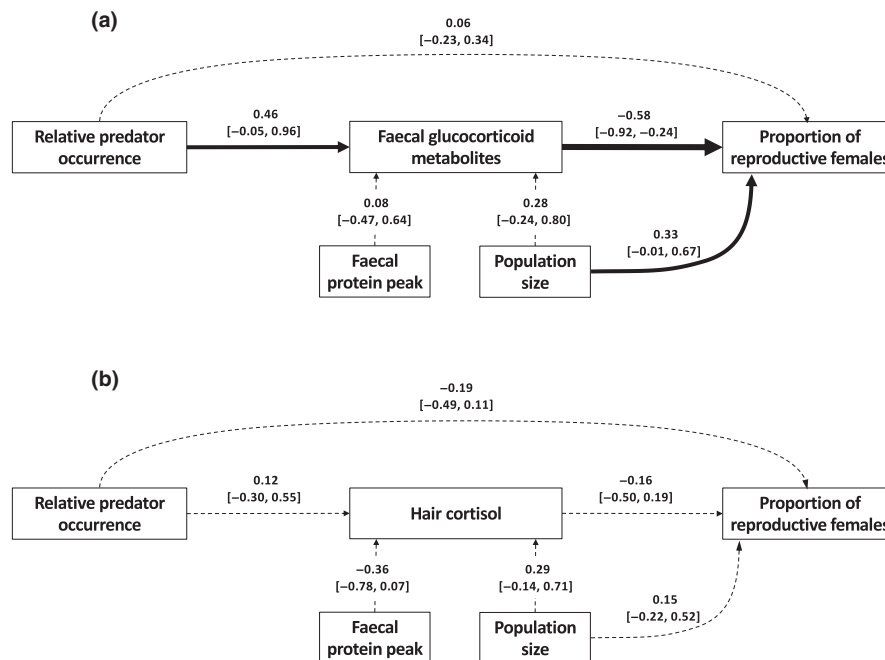 (a)
0.06
[−0.23, 0.34]
0.46
[−0.05, 0.96]
−0.58
[−0.92, −0.24]
Relative predator
occurrence
Faecal glucocorticoid
metabolites
Proportion of
reproductive females
0.08
[−0.47, 0.64]
0.28
[−0.24, 0.80]
0.33
[−0.01, 0.67]
Faecal
protein peak
Population
size
(b)
−0.19
[−0.49, 0.11]
0.12
[−0.30, 0.55]
−0.16
[−0.50, 0.19]
Relative predator
occurrence
Hair cortisol
Proportion of
reproductive females
−0.36
[−0.78, 0.07]
0.29
[−0.14, 0.71]
0.15
[−0.22, 0.52]
Faecal
protein peak
Population
size